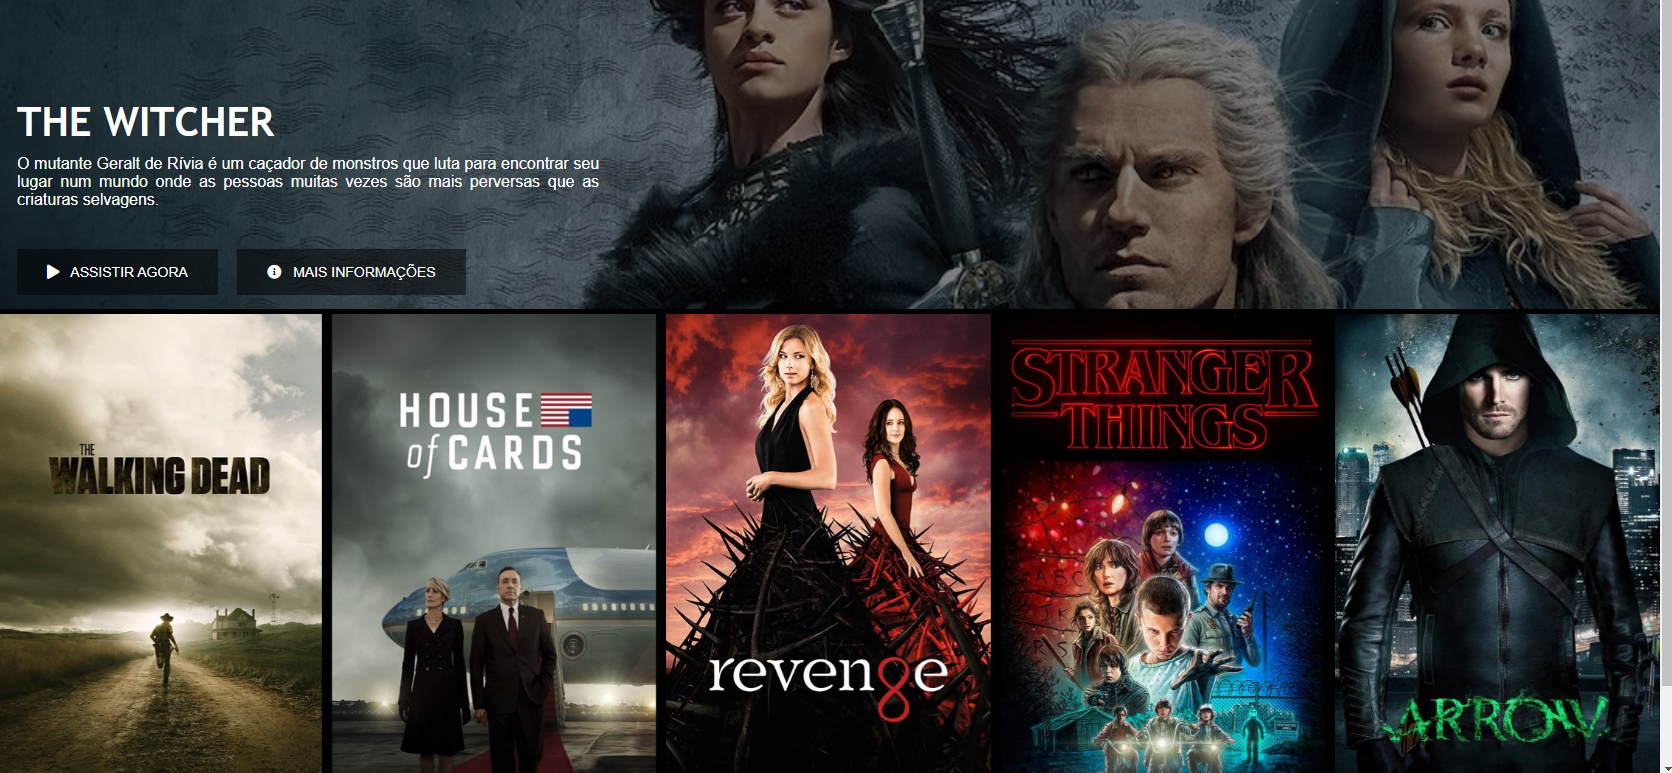 THE WITCHER
O mutante Geralt de Rívia é um caçador de monstros que luta para encontrar seu
lugar num mundo onde as pessoas muitas vezes são mais perversas que as
criaturas selvagens.
ASSISTIR AGORA
MAIS INFORMAÇÕES
THE
WALKING DEAD
HOUSE
of CARDS
revenge
STRANGER
THINGS
ABC
ARROW